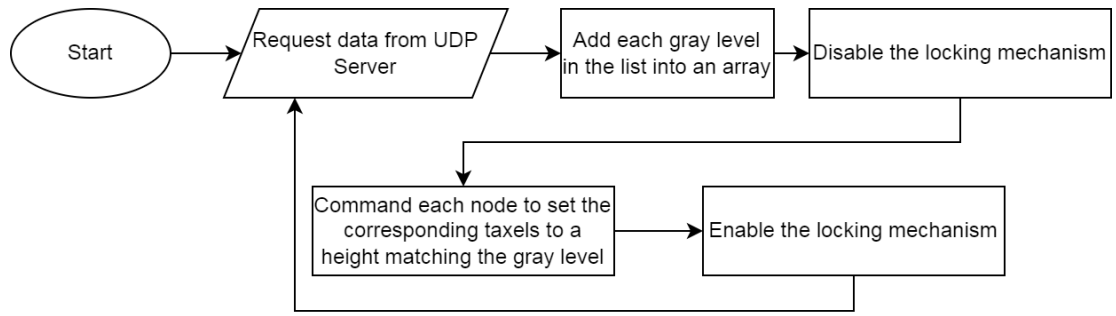 Start
Request data from UDP
Server
Add each gray level
in the list into an array
Disable the locking mechanism
Command each node to set the
corresponding taxels to a
height matching the gray level
Enable the locking mechanism